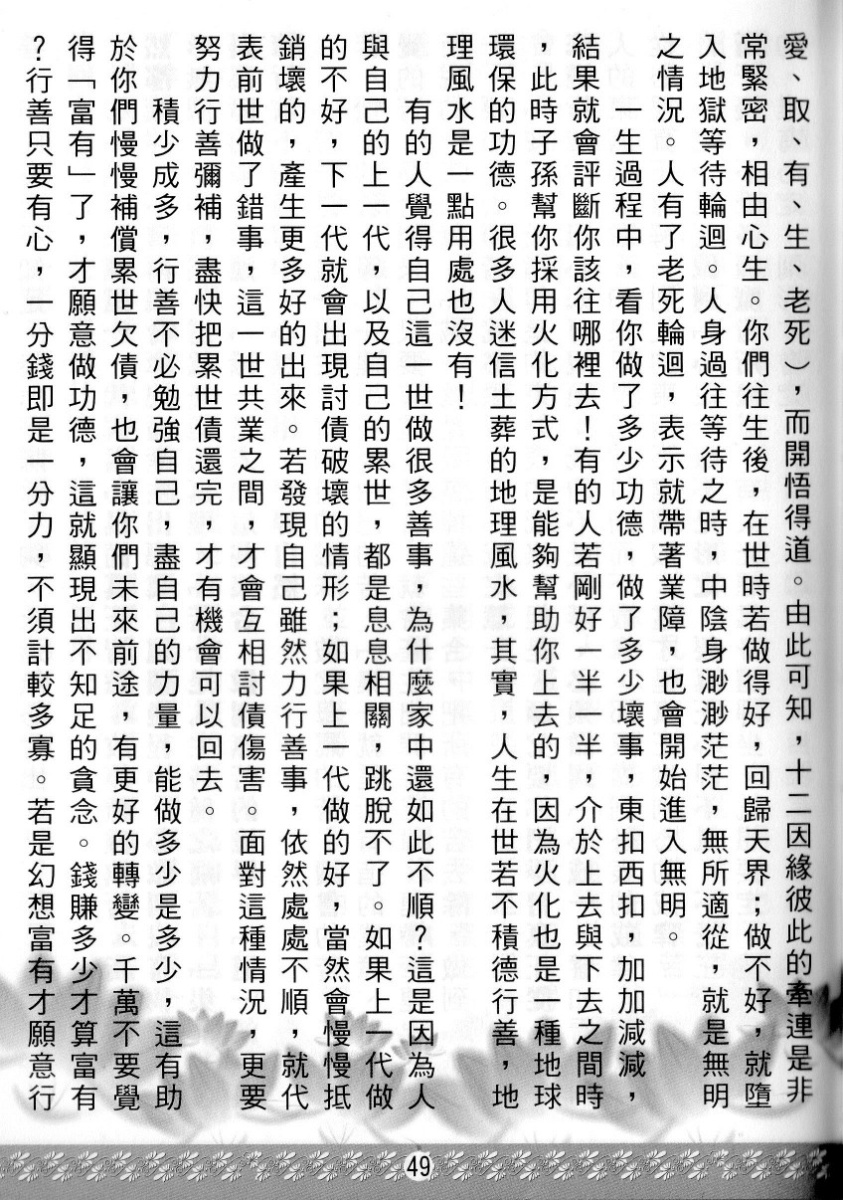 愛、取、有、生、老死），而開悟得道。由此可知，十二因緣彼此的牽連是非
常緊密，相由心生。你們往生後，在世時若做得好，回歸天界；做不好，就墮
入地獄等待輪迴。人身過往等待之時，中陰身渺渺茫茫，無所適從，就是無明
之情況。人有了老死輪迴，表示就帶著業障，也會開始進入無明。
一生過程中，看你做了多少功德，做了多少壞事，東扣西扣，加加減減，
結果就會評斷你該往哪裡去！有的人若剛好一半一半，介於上去與下去之間時
，此時子孫幫你採用火化方式，是能夠幫助你上去的，因為火化也是一種地球
環保的功德。很多人迷信土葬的地理風水，其實，人生在世若不積德行善，地
理風水是一點用處也沒有！
有的人覺得自己這一世做很多善事，為什麼家中還如此不順？這是因為人
與自己的上一代，以及自己的累世，都是息息相關，跳脫不了。如果上一代做
的不好，下一代就會出現討債破壞的情形；如果上一代做的好，當然會慢慢抵
銷壞的，產生更多好的出來。若發現自己雖然力行善事，依然處處不順，就代
表前世做了錯事，這一世共業之間，才會互相討債傷害。面對這種情況，更要
努力行善彌補，盡快把累世債還完，才有機會可以回去。
積少成多，行善不必勉強自己，盡自己的力量，能做多少是多少，這有助
於你們慢慢補償累世欠債，也會讓你們未來前途，有更好的轉變。千萬不要覺
得「富有」了，才願意做功德，這就顯現出不知足的貪念。錢賺多少才算富有
？行善只要有心，一分錢即是一分力，不須計較多寡。若是幻想富有才願意行
49